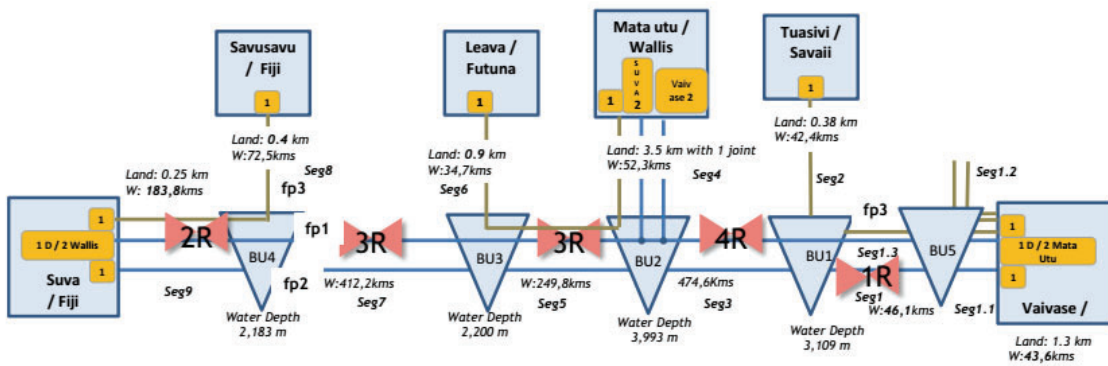 Savusavu
/ Fiji
1
Leava /
Futuna
1
Mata utu /
Wallis
1
S
U
V
A
2
Vaiv
ase 2
Tuasivi /
Savaii
1
Land: 0.4 km
W:72,5kms
Seg8
Land: 0.9 km
W:34,7kms
Seg6
Land: 3.5 km with 1 joint
W:52,3kms
Seg4
Land: 0.38 km
W:42,4kms
Seg2
Seg1.2
Land: 0.25 km
W: 183,8kms
fp3
fp1
fp2
fp3
1
1 D / 2 Wallis
1
Suva
/ Fiji
2R
BU4
3R
BU3
3R
BU2
4R
BU1
Seg1.3
1R
BU5
1
1 D / 2 Mata
Utu
1
Vaivase /
Seg9
W:412,2kms
Seg7
W:249,8kms
Seg5
474,6Kms
Seg3
Seg1
W:46,1kms
Seg1.1
Water Depth
2,183 m
Water Depth
2,200 m
Water Depth
3,993 m
Water Depth
3,109 m
Land: 1.3 km
W:43,6kms